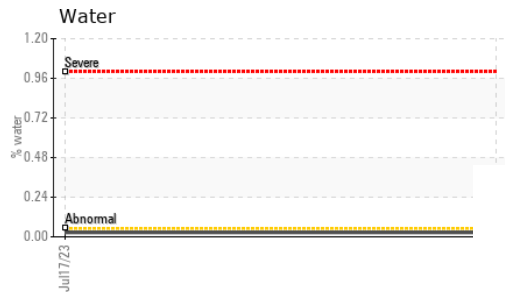 Water
1.20
Severe
0.96
0.72
% water
0.48
0.24
Abnormal
0.00
Jul17/23